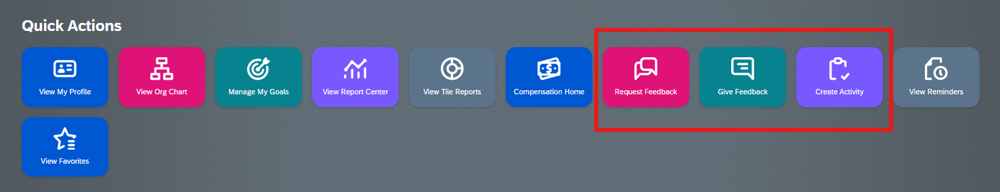 Quick Actions
View My Profile
View Org Chart
Manage My Goals
View Report Center
View Tile Reports
Compensation Home
Request Feedback
Give Feedback
Create Activity
View Reminders
View Favorites